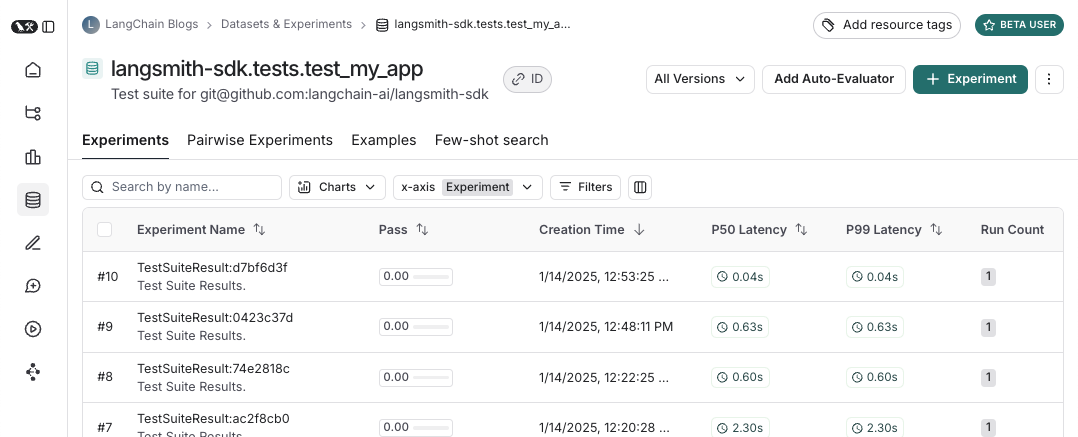 L LangChain Blogs > Datasets & Experiments > langsmith-sdk.tests.test_my_a...
Add resource tags
BETA USER
langsmith-sdk.tests.test_my_app
Test suite for git@github.com:langchain-ai/langsmith-sdk
ID
All Versions
Add Auto-Evaluator
+ Experiment
Experiments Pairwise Experiments Examples Few-shot search
Search by name... Charts x-axis Experiment Filters
Experiment Name Pass Creation Time P50 Latency P99 Latency Run Count
#10 TestSuiteResult:d7bf6d3f 0.00 1/14/2025, 12:53:25 ... 0.04s 0.04s 1
Test Suite Results.
#9 TestSuiteResult:0423c37d 0.00 1/14/2025, 12:48:11 PM 0.63s 0.63s 1
Test Suite Results.
#8 TestSuiteResult:74e2818c 0.00 1/14/2025, 12:22:25 ... 0.60s 0.60s 1
Test Suite Results.
#7 TestSuiteResult:ac2f8cb0 0.00 1/14/2025, 12:20:28 ... 2.30s 2.30s 1
Test Suite Results.